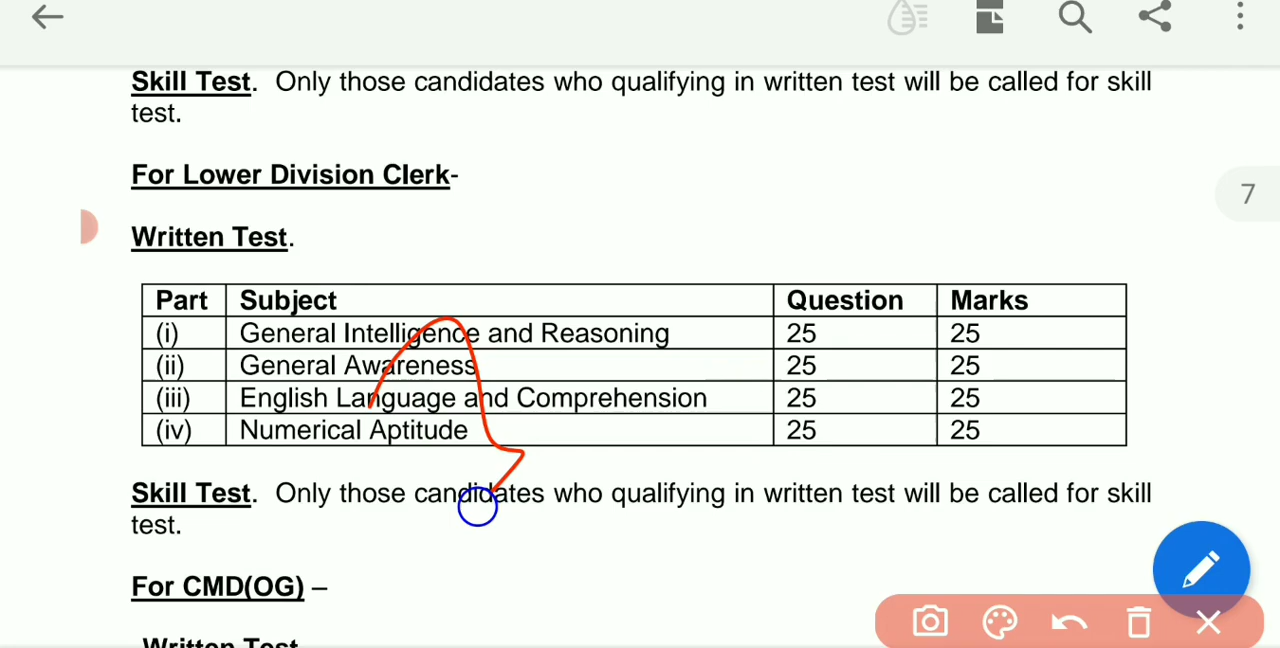 Skill Test. Only those candidates who qualifying in written test will be called for skill
test.
For Lower Division Clerk-
7
Written Test.
Part Subject Question Marks
(i) General Intelligence and Reasoning 25 25
(ii) General Awareness 25 25
(iii) English Language and Comprehension 25 25
(iv) Numerical Aptitude 25 25
Skill Test. Only those candidates who qualifying in written test will be called for skill
test.
For CMD(OG) –
Written Test